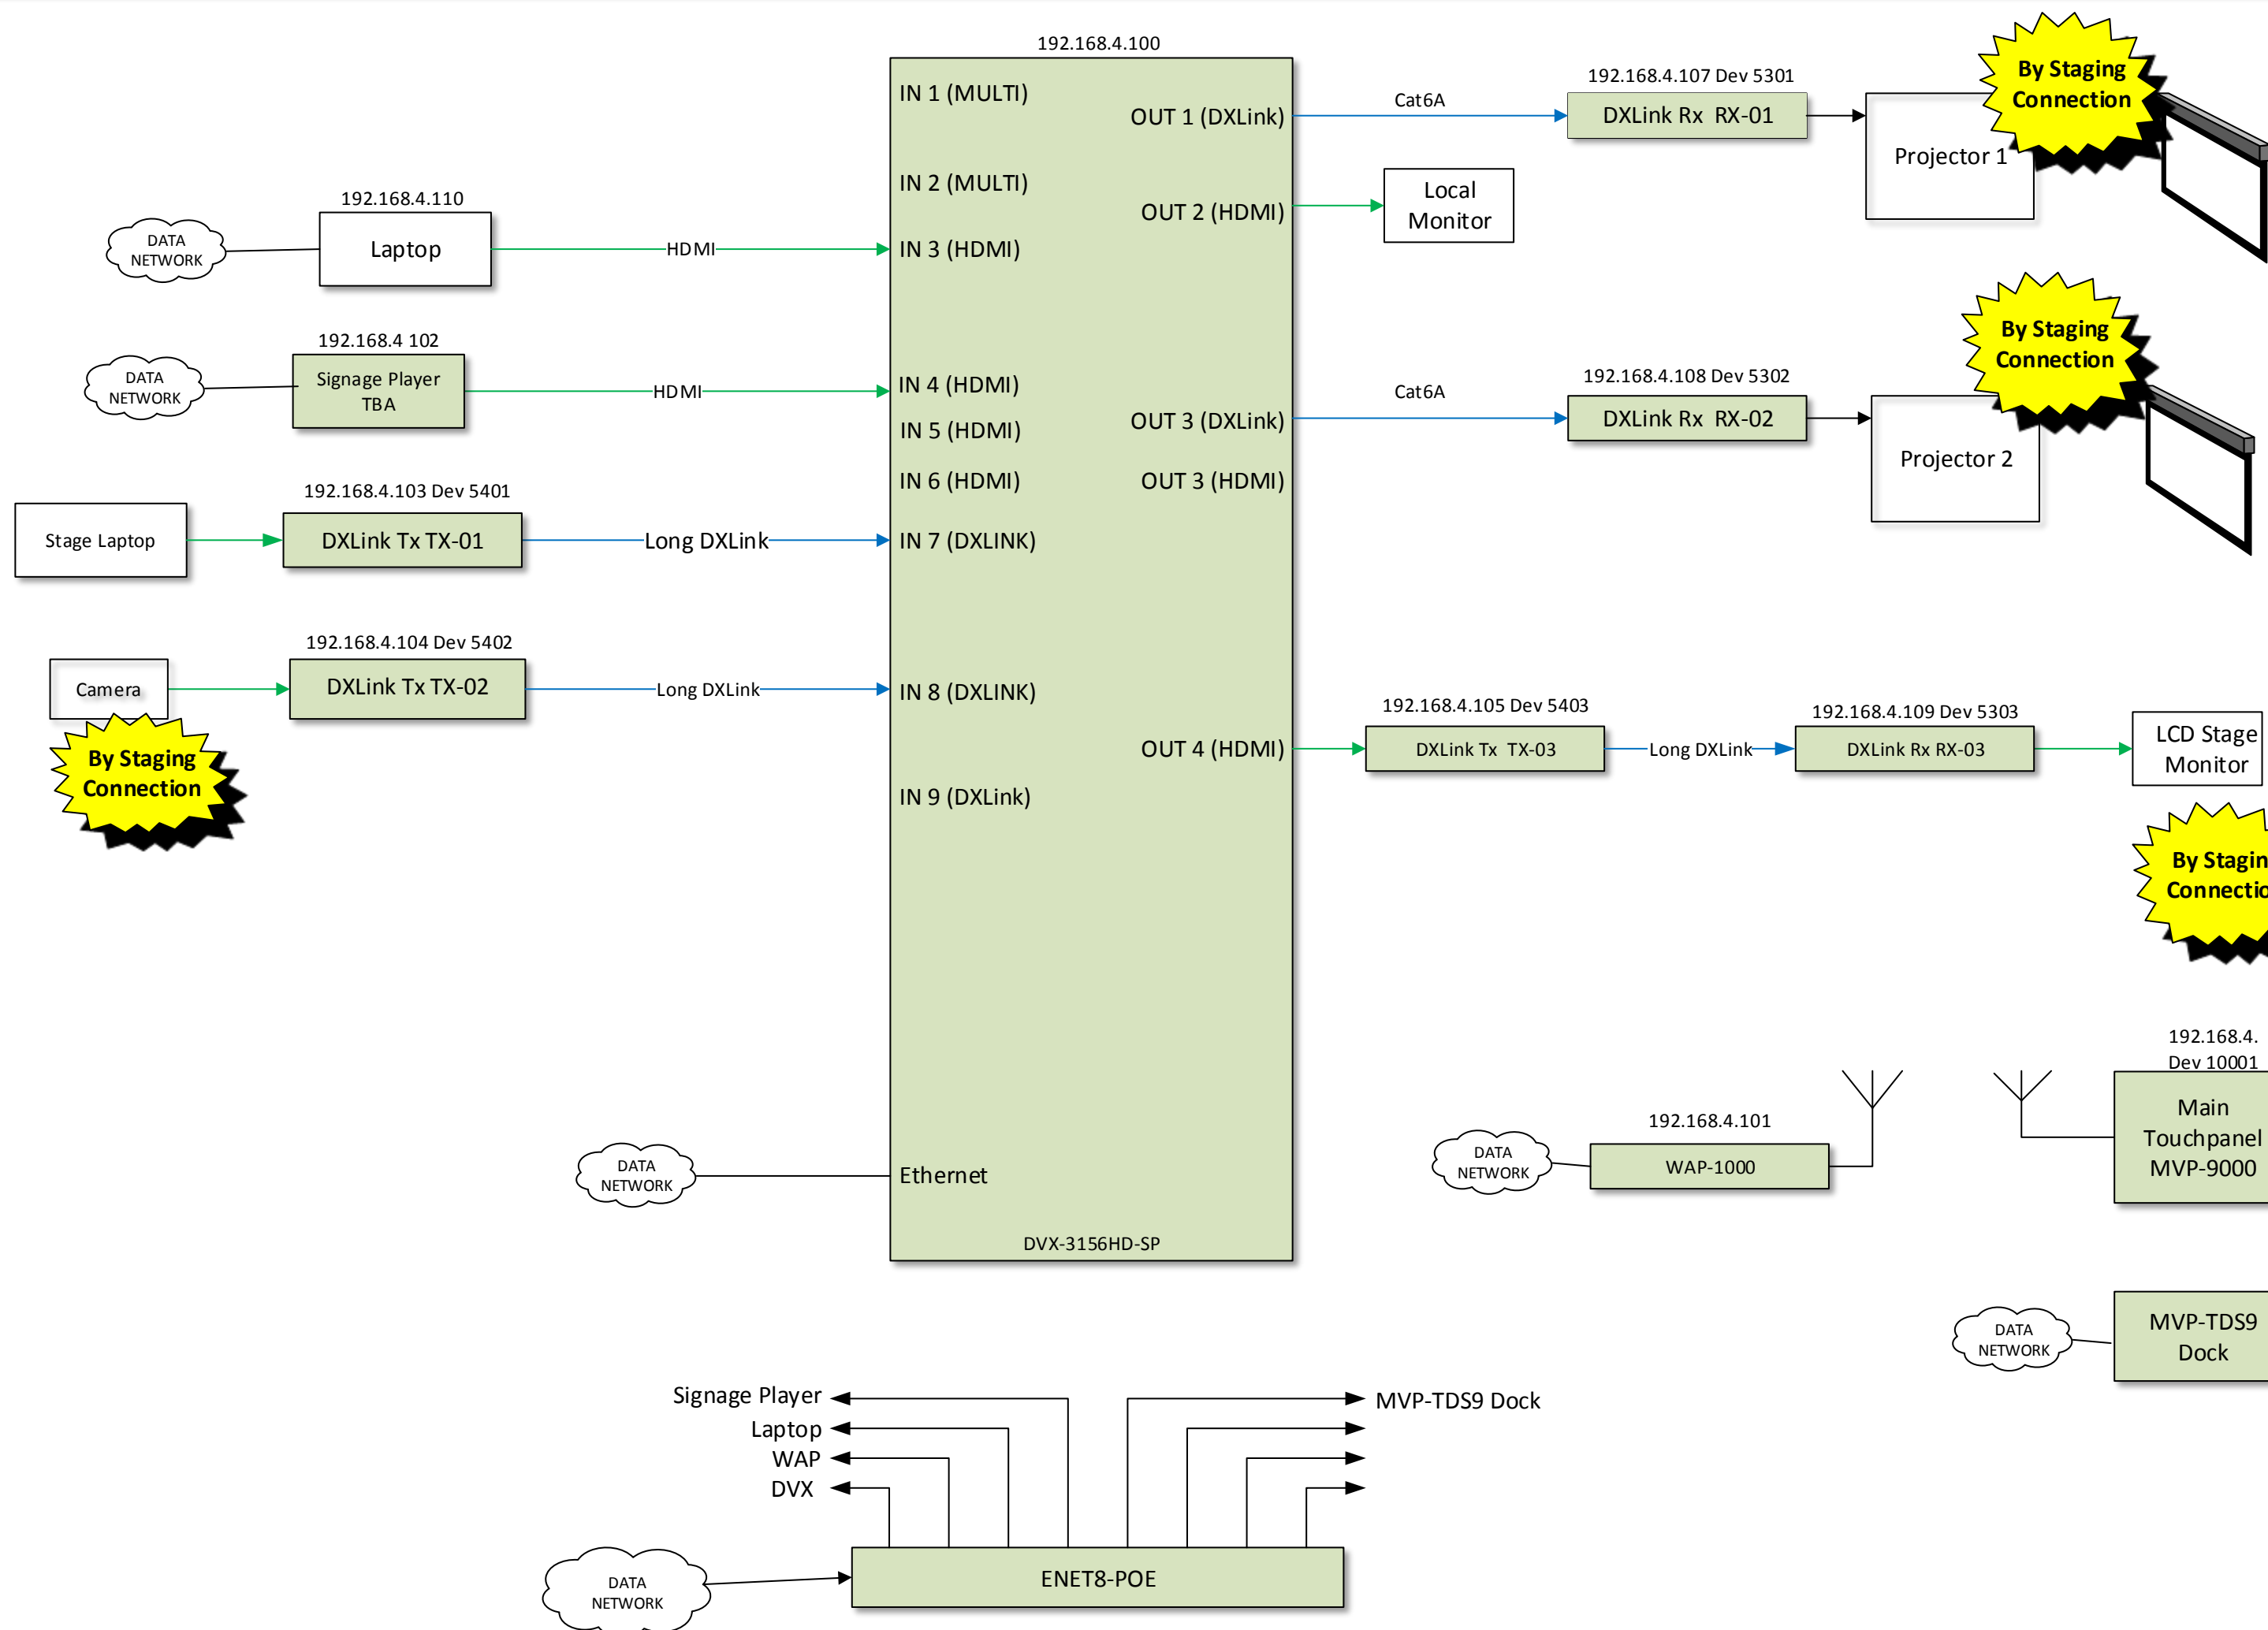 192.168.4.100
IN 1 (MULTI)
OUT 1 (DXLink)
Cat6A
192.168.4.107 Dev 5301
DXLink Rx  RX-01
Projector 1
By Staging
Connection
IN 2 (MULTI)
OUT 2 (HDMI)
Local
Monitor
192.168.4.110
DATA
NETWORK
Laptop
HDMI
IN 3 (HDMI)
192.168.4 102
DATA
NETWORK
Signage Player
TBA
HDMI
IN 4 (HDMI)
IN 5 (HDMI)
OUT 3 (DXLink)
Cat6A
192.168.4.108 Dev 5302
DXLink Rx  RX-02
Projector 2
By Staging
Connection
IN 6 (HDMI)
OUT 3 (HDMI)
192.168.4.103 Dev 5401
Stage Laptop
DXLink Tx TX-01
Long DXLink
IN 7 (DXLINK)
192.168.4.104 Dev 5402
Camera
DXLink Tx TX-02
Long DXLink
IN 8 (DXLINK)
By Staging
Connection
OUT 4 (HDMI)
192.168.4.105 Dev 5403
DXLink Tx  TX-03
Long DXLink
192.168.4.109 Dev 5303
DXLink Rx RX-03
LCD Stage
Monitor
IN 9 (DXLink)
By Stagin
Connectio
192.168.4.
Dev 10001
Main
Touchpanel
MVP-9000
192.168.4.101
DATA
NETWORK
WAP-1000
DATA
NETWORK
Ethernet
DVX-3156HD-SP
DATA
NETWORK
MVP-TDS9
Dock
Signage Player
MVP-TDS9 Dock
Laptop
WAP
DVX
DATA
NETWORK
ENET8-POE